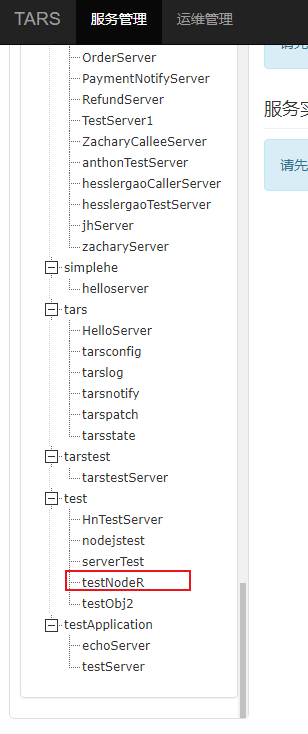 TARS 服务管理 运维管理
请先
服务实
请先
OrderServer
PaymentNotifyServer
RefundServer
TestServer1
ZacharyCalleeServer
anthonTestServer
hesslergaoCallerServer
hesslergaoTestServer
jhServer
zacharyServer
simplehe
helloserver
tars
HelloServer
tarsconfig
tarslog
tarsnotify
tarspatch
tarsstate
tarstest
tarstestServer
test
HnTestServer
nodejstest
serverTest
testNodeR
testObj2
testApplication
echoServer
testServer